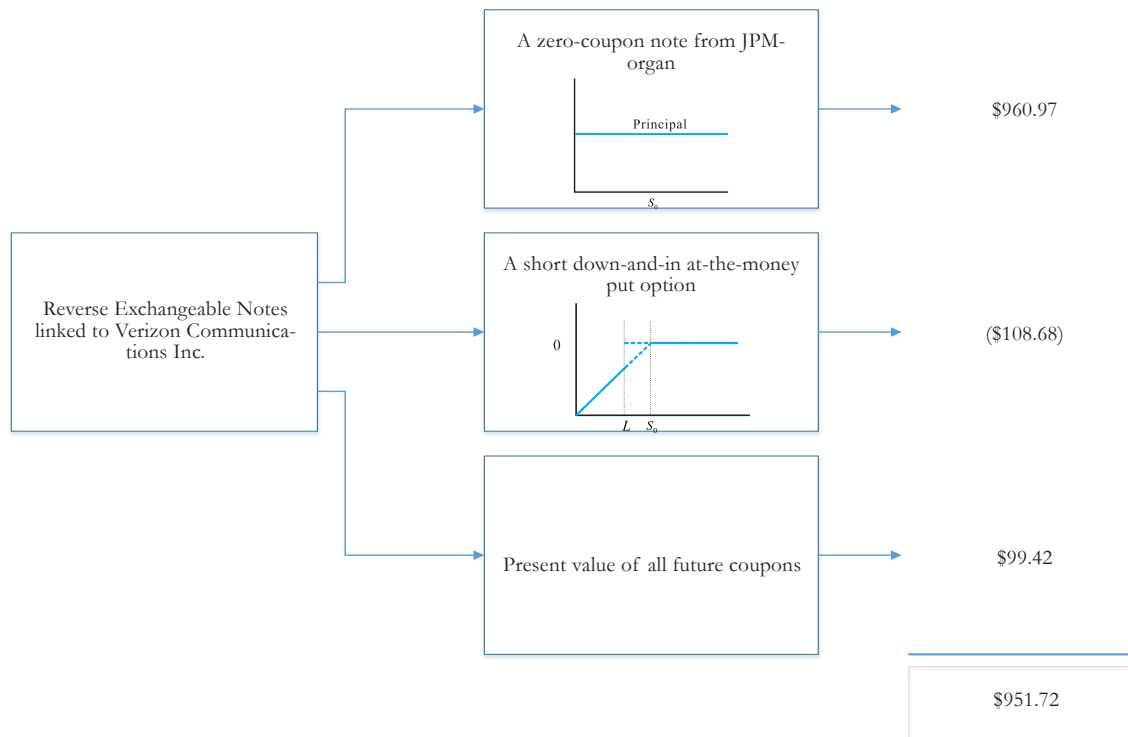 A zero-coupon note from JPM-
organ
Principal
S₀
$960.97
Reverse Exchangeable Notes
linked to Verizon Communica-
tions Inc.
A short down-and-in at-the-money
put option
0
L S₀
($108.68)
Present value of all future coupons
$99.42
$951.72